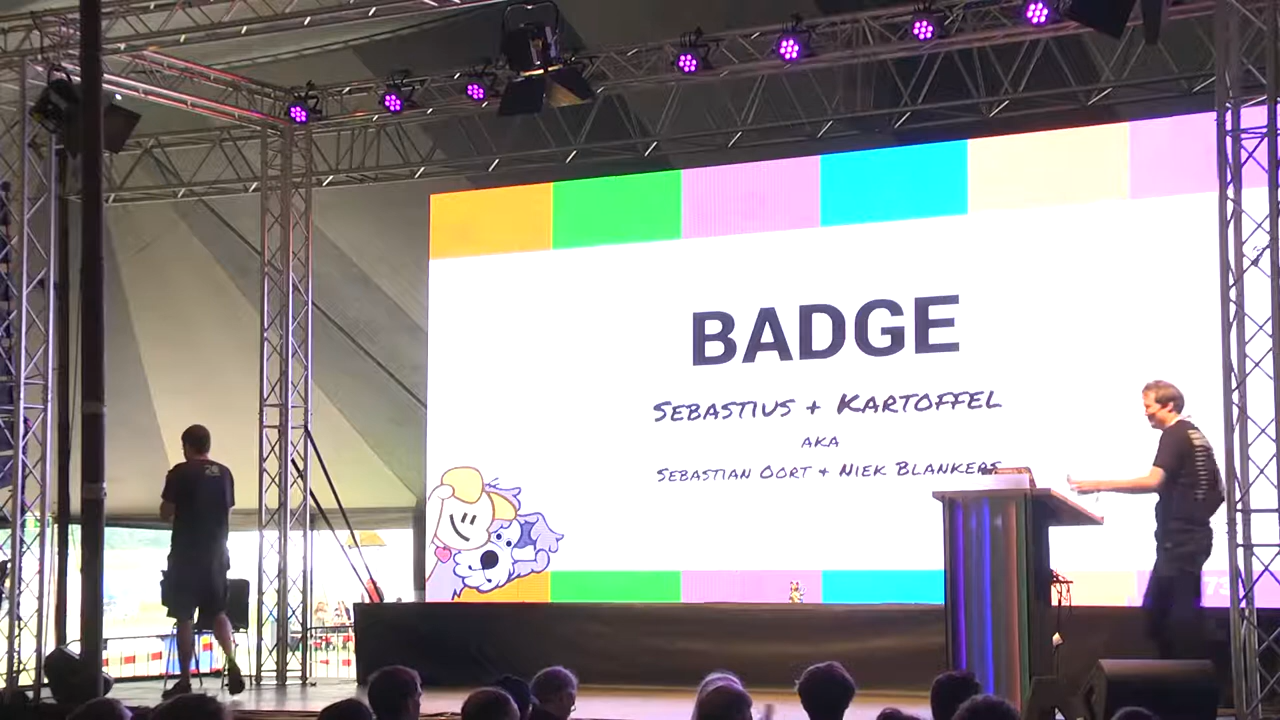 BADGE
SEBASTIUS + KARTOFFEL
AKA
SEBASTIAN OORT + NIEK BLANKERS